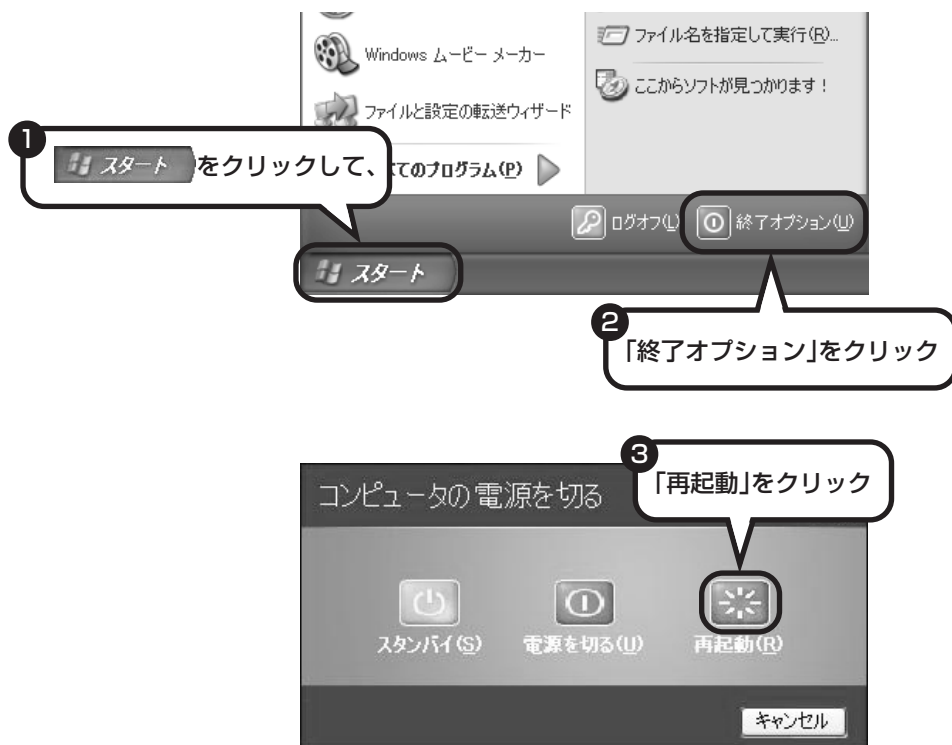 Windows ムービー メーカー
ファイル名を指定して実行(R)...
ここからソフトが見つかります！
ファイルと設定の転送ウィザード
1
スタート をクリックして、
てのプログラム(P)
ログオフ(L)
終了オプション(U)
スタート
2
「終了オプション」をクリック
3
「再起動」をクリック
コンピュータの電源を切る
スタンバイ(S)
電源を切る(U)
再起動(R)
キャンセル